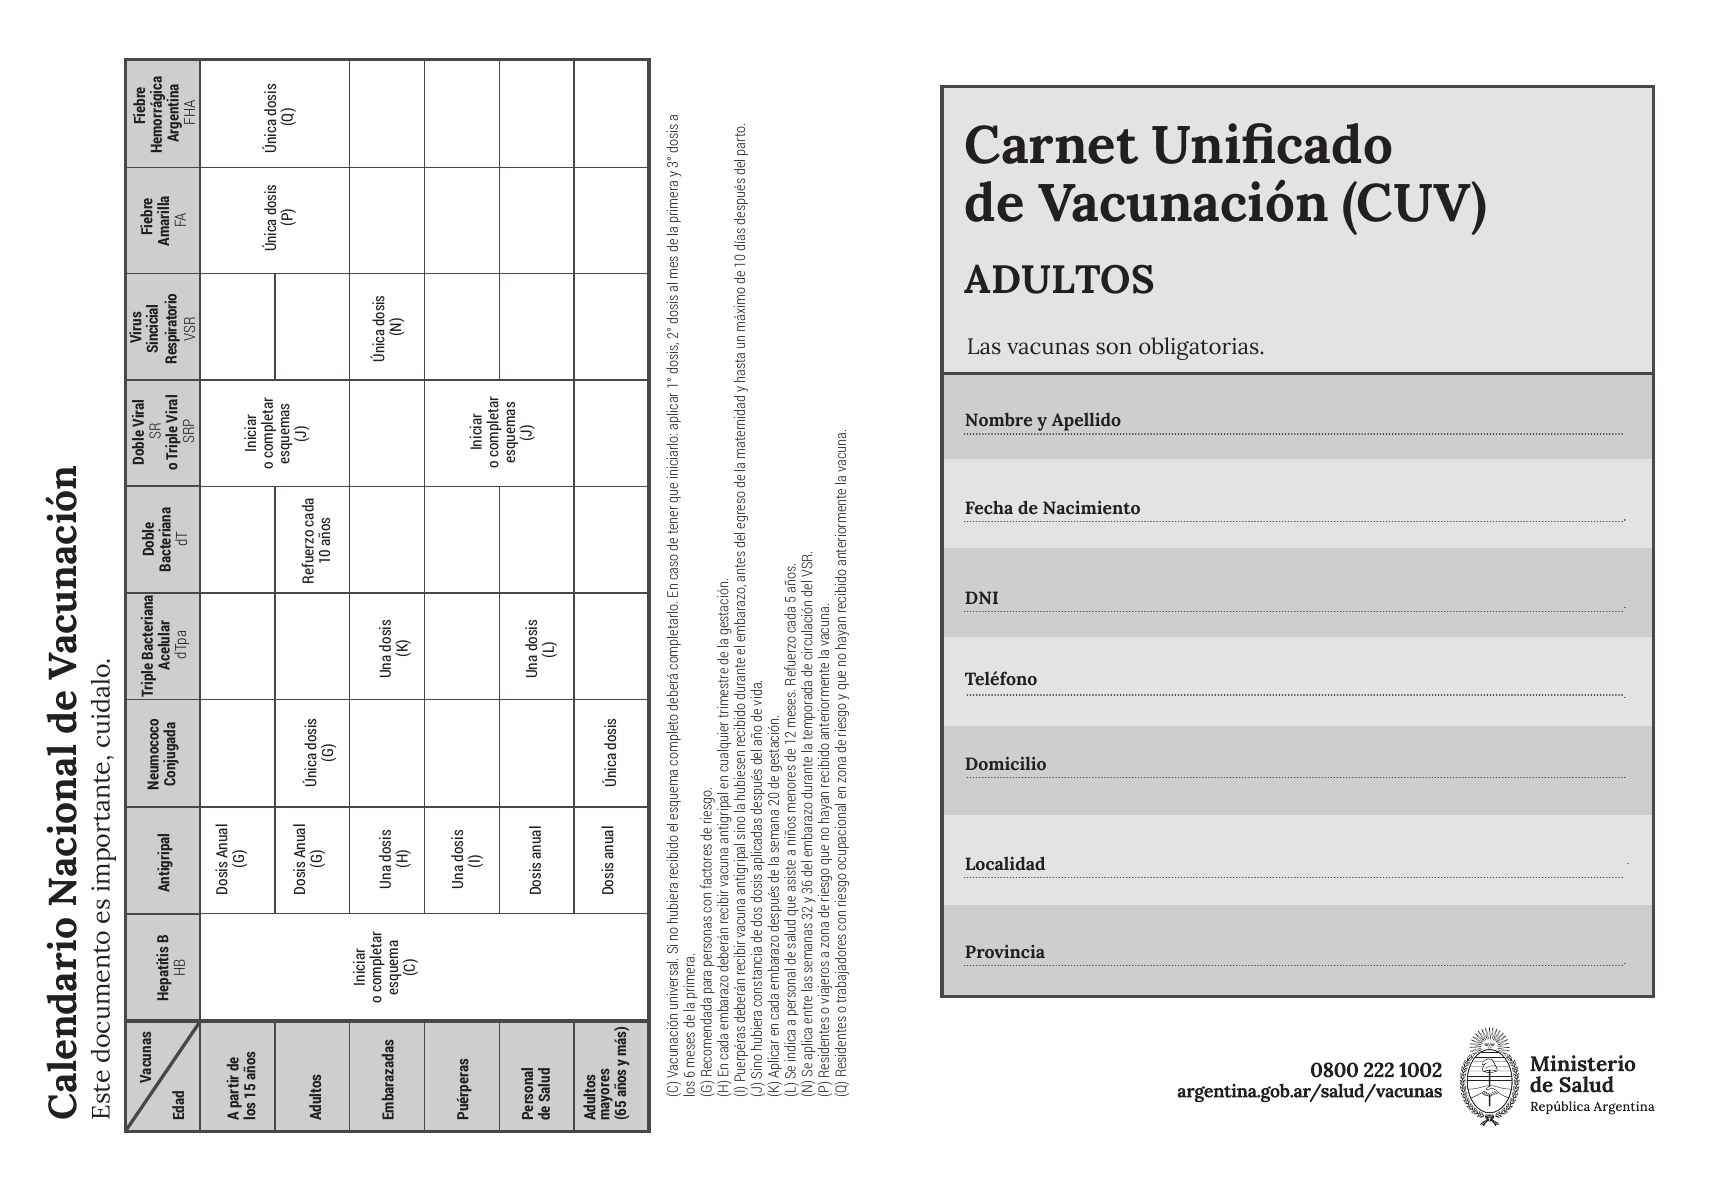 Calendario Nacional de Vacunación
Este documento es importante, cuidalo.
Vacunas
Edad
Hepatitis B
HB
Antigripal
Neumococo
Conjugada
Triple Bacteriana
Acelular
dTpa
Doble
Bacteriana
dT
Doble Viral
SR
o Triple Viral
SRP
Virus
Sincicial
Respiratorio
VSR
Fiebre
Amarilla
FA
Fiebre
Hemorrágica
Argentina
FHA
A partir de
los 15 años
Iniciar
o completar
esquema
(C)
Dosis Anual
(G)
Iniciar
o completar
esquemas
(J)
Única dosis
(P)
Única dosis
(Q)
Adultos
Dosis Anual
(G)
Única dosis
(G)
Refuerzo cada
10 años
Embarazadas
Una dosis
(H)
Una dosis
(K)
Única dosis
(N)
Puérperas
Una dosis
(I)
Iniciar
o completar
esquemas
(J)
Personal
de Salud
Dosis anual
Una dosis
(L)
Adultos
mayores
(65 años y más)
Dosis anual
Única dosis
(C) Vacunación universal. Si no hubiera recibido el esquema completo deberá completarlo. En caso de tener que iniciarlo: aplicar 1° dosis, 2° dosis al mes de la primera y 3° dosis a
los 6 meses de la primera.
(G) Recomendada para personas con factores de riesgo.
(H) En cada embarazo deberán recibir vacuna antigripal en cualquier trimestre de la gestación.
(I) Puerpéras deberán recibir vacuna antigripal sino la hubiesen recibido durante el embarazo, antes del egreso de la maternidad y hasta un máximo de 10 días después del parto.
(J) Sino hubiera constancia de dos dosis aplicadas después del año de vida.
(K) Aplicar en cada embarazo después de la semana 20 de gestación.
(L) Se indica a personal de salud que asiste a niños menores de 12 meses. Refuerzo cada 5 años.
(N) Se aplica entre las semanas 32 y 36 del embarazo durante la temporada de circulación del VSR.
(P) Residentes o viajeros a zona de riesgo que no hayan recibido anteriormente la vacuna.
(Q) Residentes o trabajadores con riesgo ocupacional en zona de riesgo y que no hayan recibido anteriormente la vacuna.
Carnet Unificado
de Vacunación (CUV)
ADULTOS
Las vacunas son obligatorias.
Nombre y Apellido
Fecha de Nacimiento
DNI
Teléfono
Domicilio
Localidad
Provincia
0800 222 1002
argentina.gob.ar/salud/vacunas
Ministerio
de Salud
República Argentina